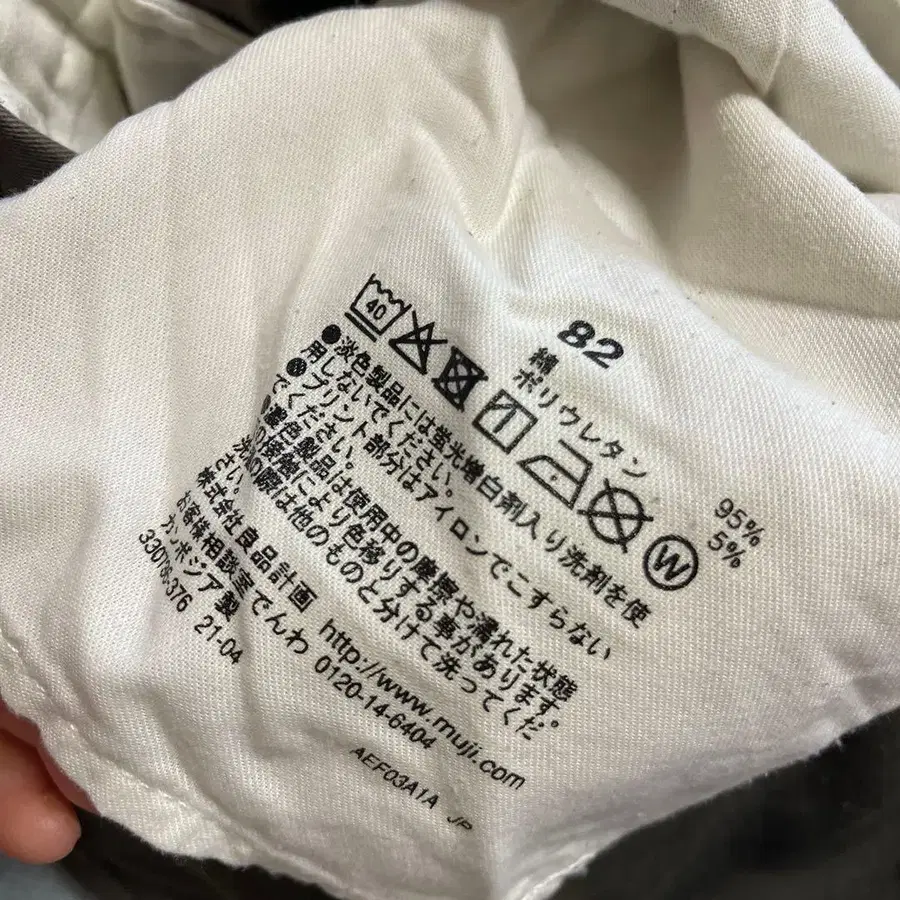 82
綿 95%
ポリウレタン 5%
40
W
●淡色製品には蛍光増白剤入り洗剤を使
用しないでください。
●プリント部分はアイロンでこすらない
でください。
●濃色製品は使用中の摩擦や濡れた状態
の接触により色移りする事があります。
洗濯の際は他のものと分けて洗ってくだ
さい。
株式会社良品計画 http://www.muji.com
お客様相談室でんわ 0120-14-6404
カンボジア製
21-04
AEF03A1A JP